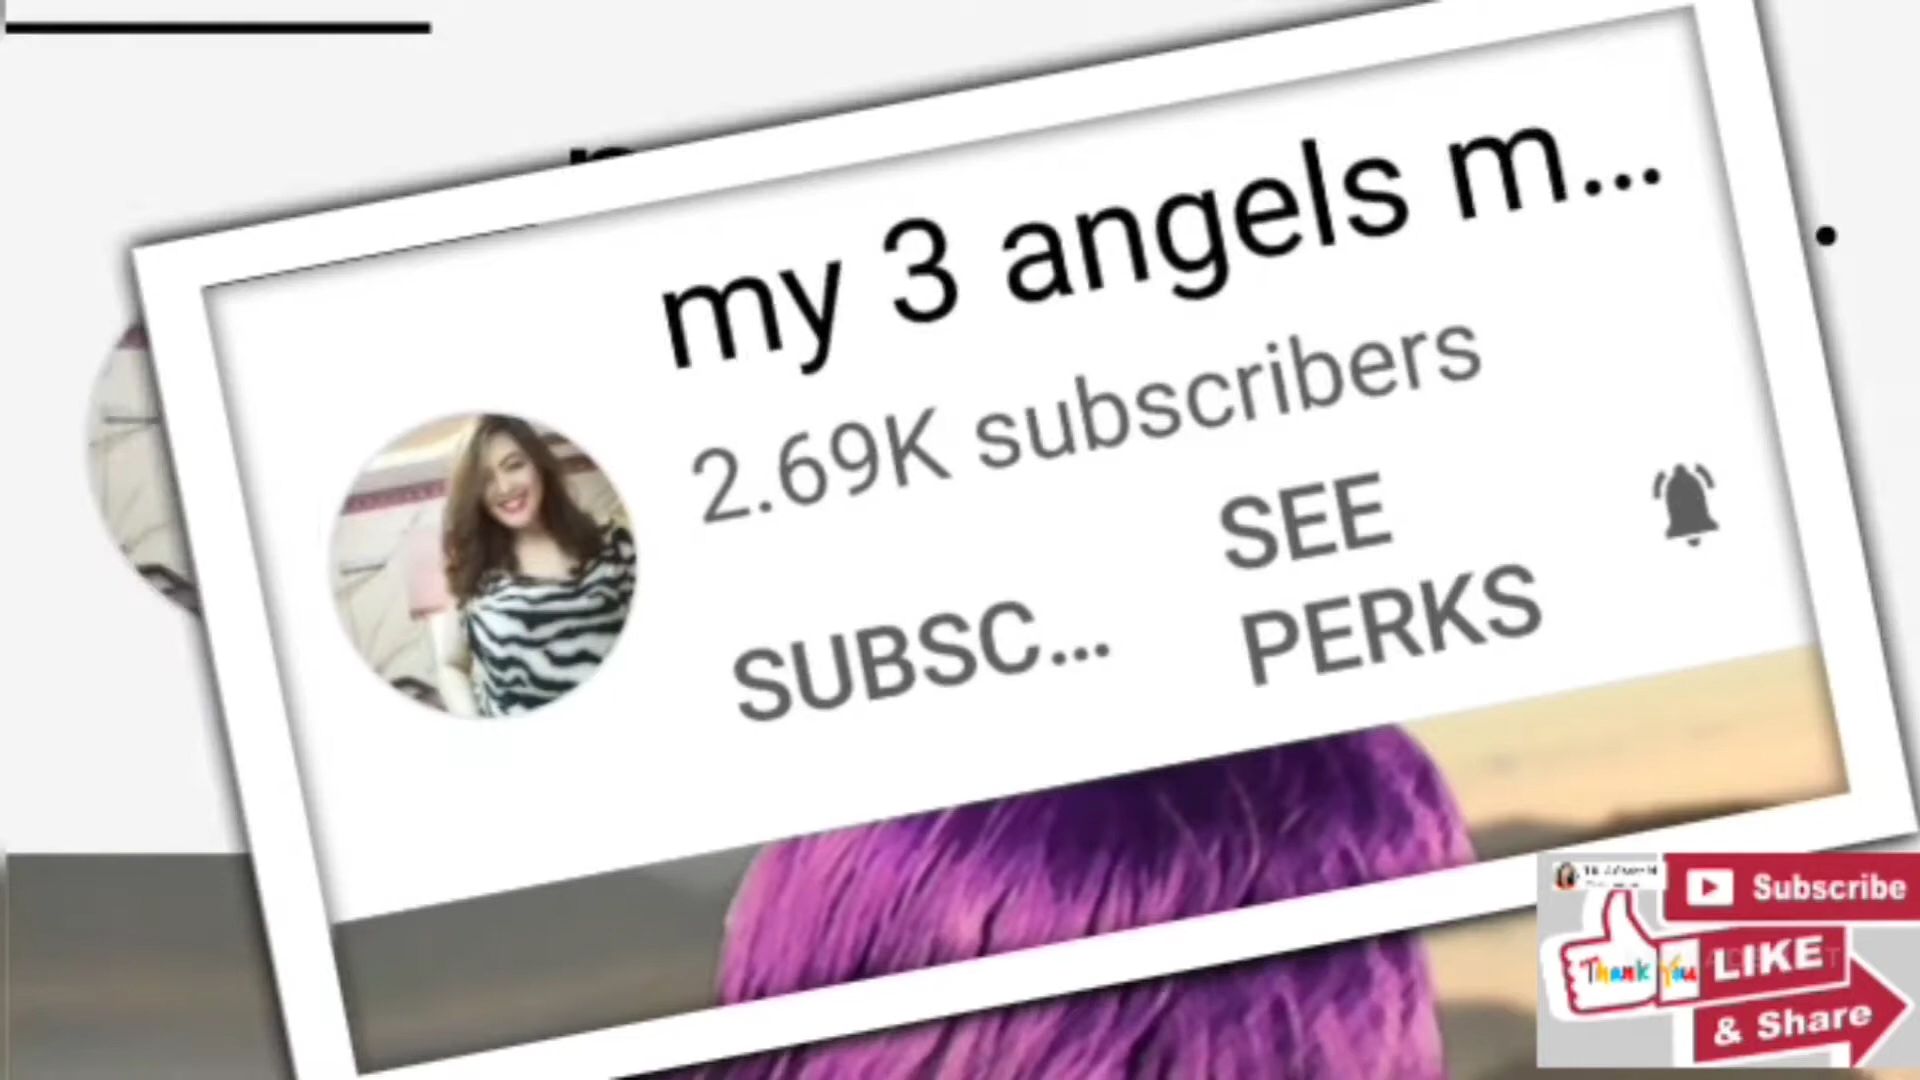 my 3 angels m...
2.69K subscribers
SUBSC...
SEE
PERKS
Subscribe
Thank You
LIKE
& Share